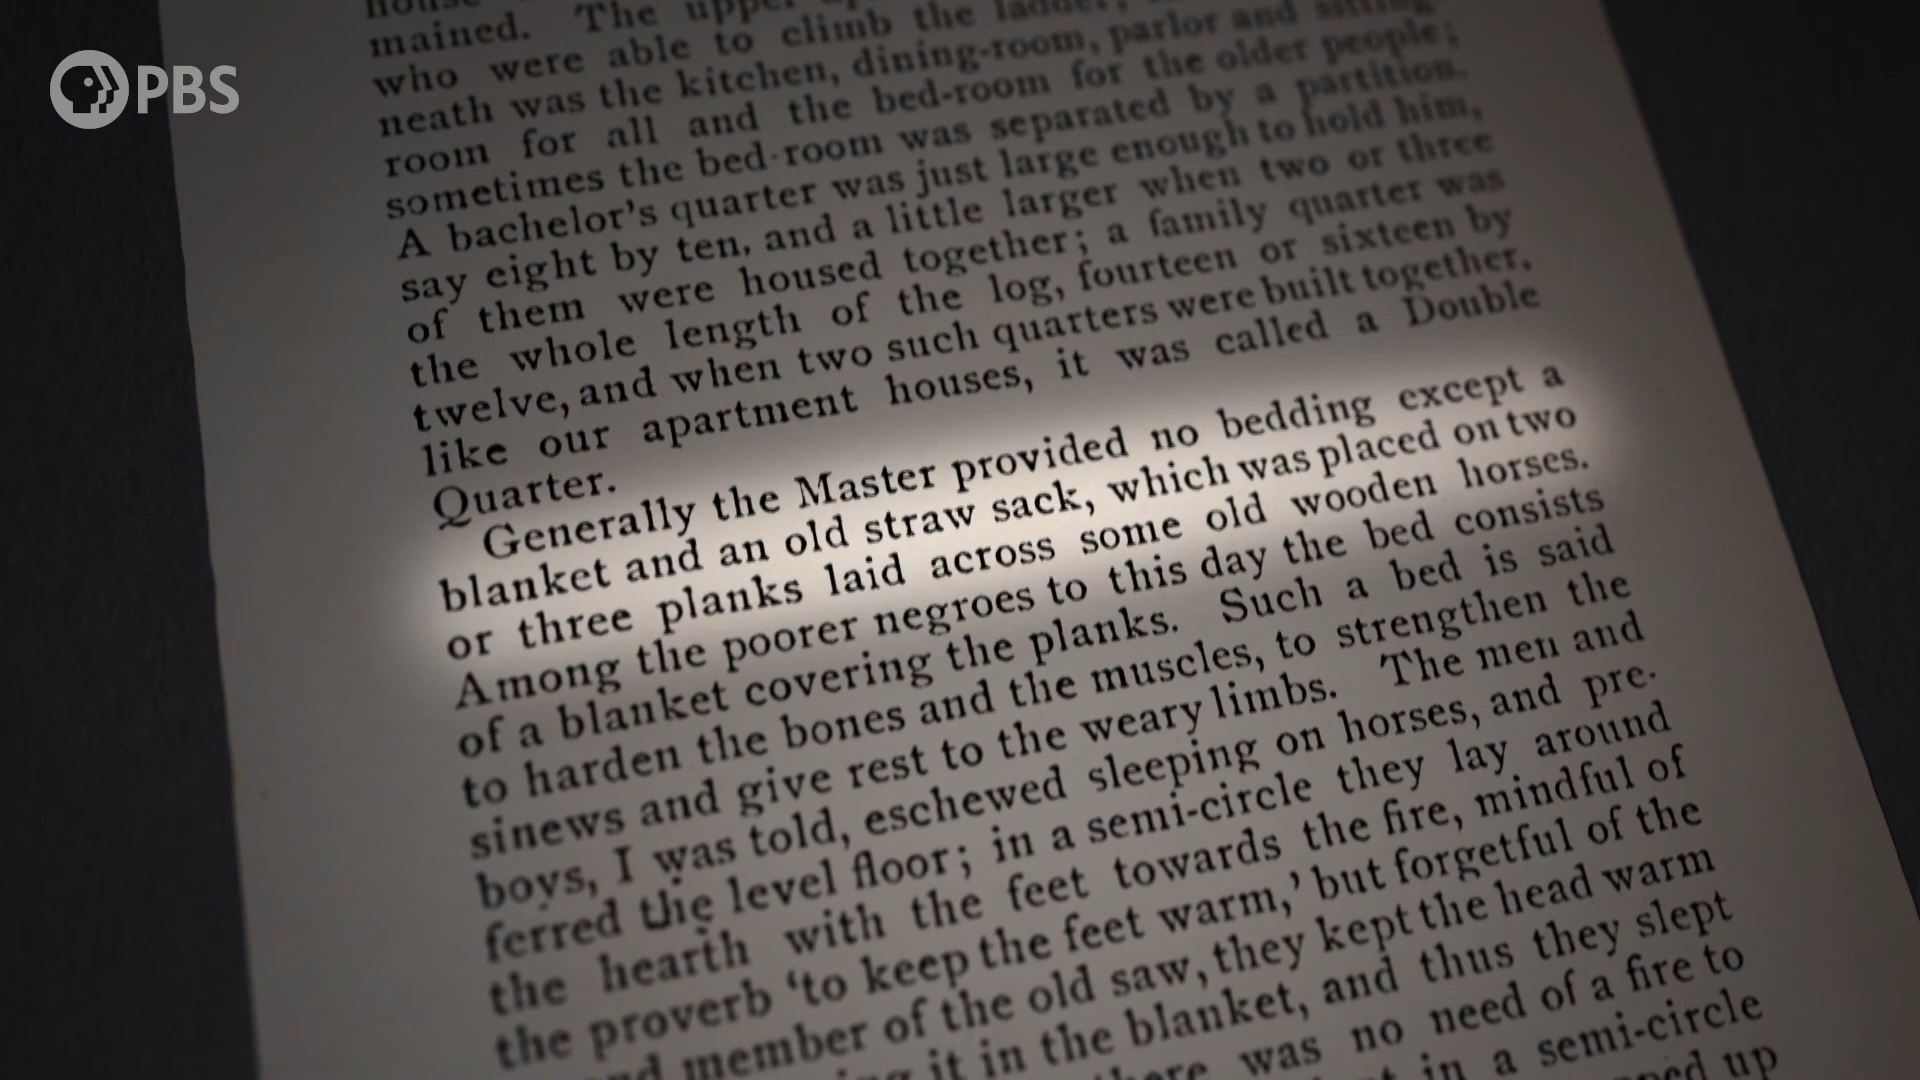 PBS
mained. The upper
who were able to climb the ladder,
neath was the kitchen, dining-room, parlor and sitting-
room for all and the bed-room for the older people;
sometimes the bed-room was separated by a partition.
A bachelor's quarter was just large enough to hold him,
say eight by ten, and a little larger when two or three
of them were housed together; a family quarter was
the whole length of the log, fourteen or sixteen by
twelve, and when two such quarters were built together,
like our apartment houses, it was called a Double
Quarter.
Generally the Master provided no bedding except a
blanket and an old straw sack, which was placed on two
or three planks laid across some old wooden horses.
Among the poorer negroes to this day the bed consists
of a blanket covering the planks. Such a bed is said
to harden the bones and the muscles, to strengthen the
sinews and give rest to the weary limbs. The men and
boys, I was told, eschewed sleeping on horses, and pre-
ferred the level floor; in a semi-circle they lay around
the hearth with the feet towards the fire, mindful of
the proverb 'to keep the feet warm,' but forgetful of the
member of the old saw, they kept the head warm
it in the blanket, and thus they slept
was no need of a fire to
in a semi-circle
up